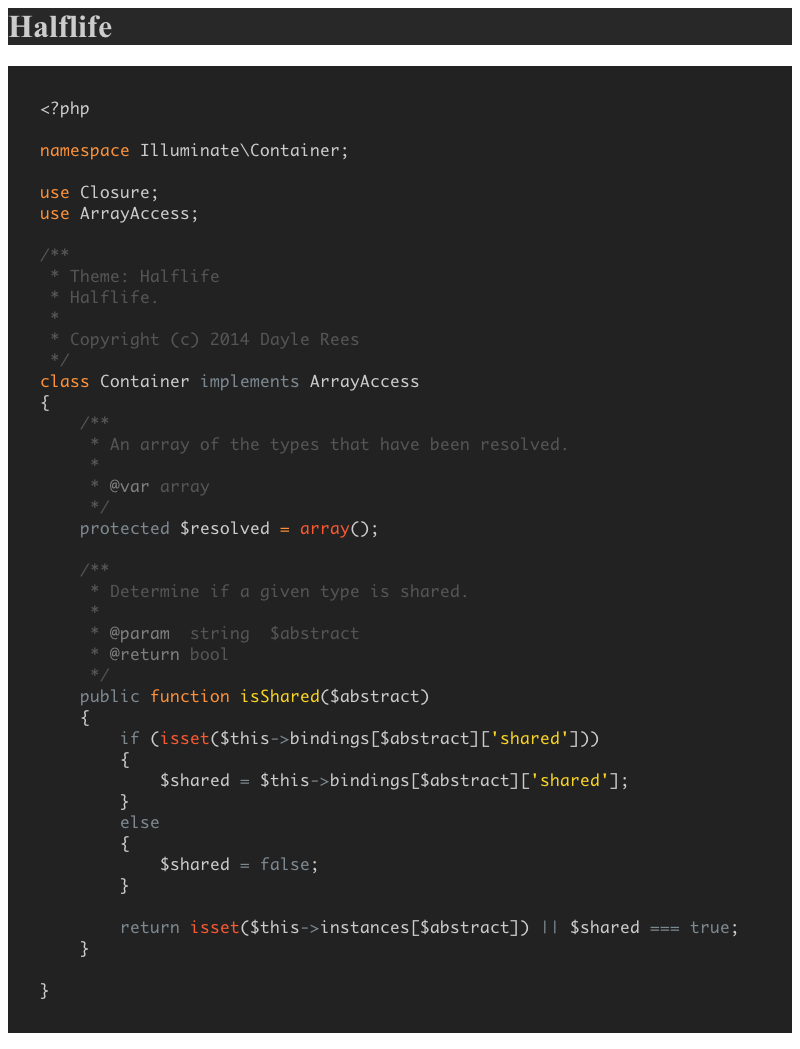 Halflife
<?php
namespace Illuminate\Container;
use Closure;
use ArrayAccess;
/**
 * Theme: Halflife
 * Halflife.
 *
 * Copyright (c) 2014 Dayle Rees
 */
class Container implements ArrayAccess
{
    /**
     * An array of the types that have been resolved.
     *
     * @var array
     */
    protected $resolved = array();
    /**
     * Determine if a given type is shared.
     *
     * @param  string  $abstract
     * @return bool
     */
    public function isShared($abstract)
    {
        if (isset($this->bindings[$abstract]['shared']))
        {
            $shared = $this->bindings[$abstract]['shared'];
        }
        else
        {
            $shared = false;
        }
        return isset($this->instances[$abstract]) || $shared === true;
    }
}